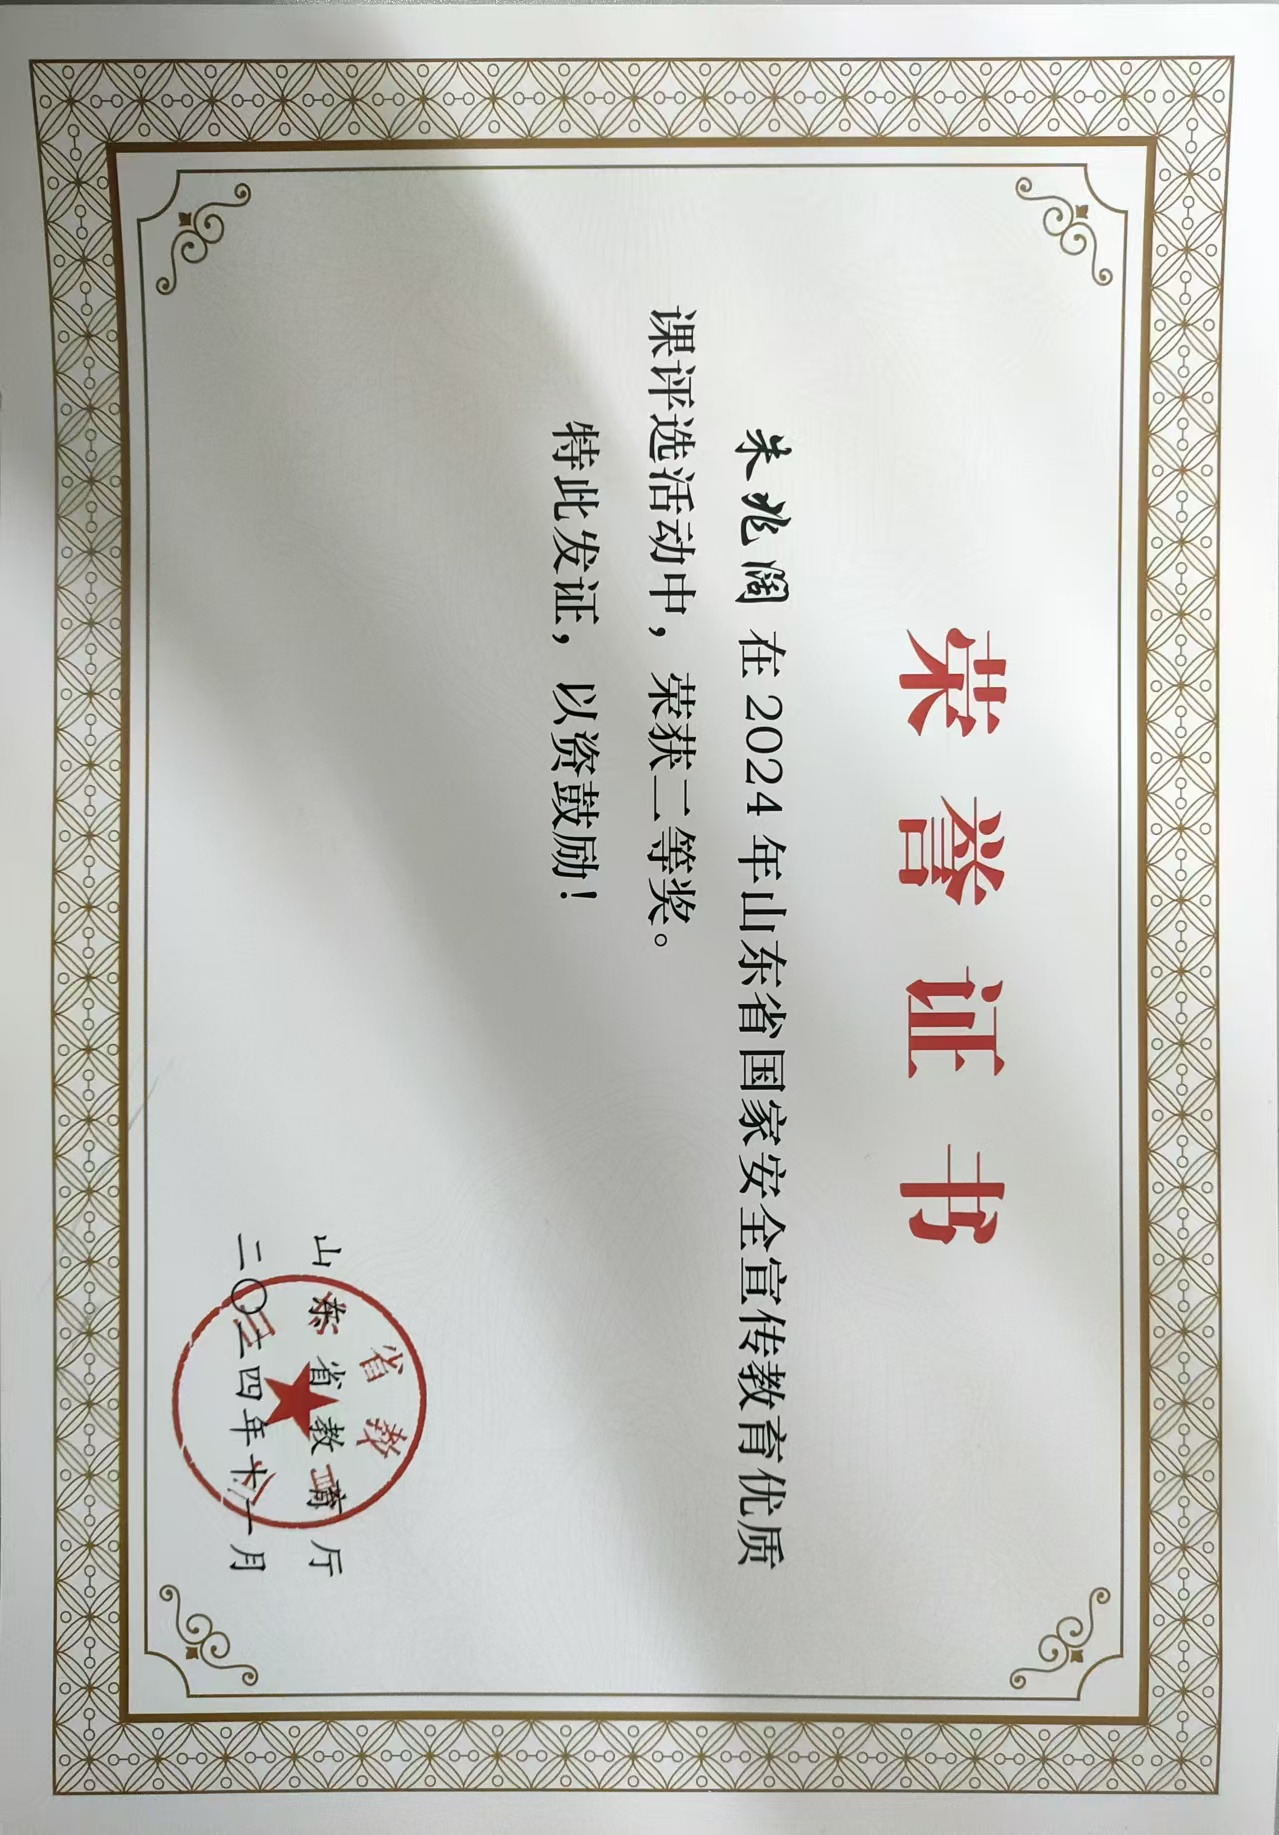 荣誉证书
朱兆阔在2024年山东省国家安全宣传教育优质
课评选活动中，荣获二等奖。
特此发证，以资鼓励！
山东省教育厅
二〇二四年十一月